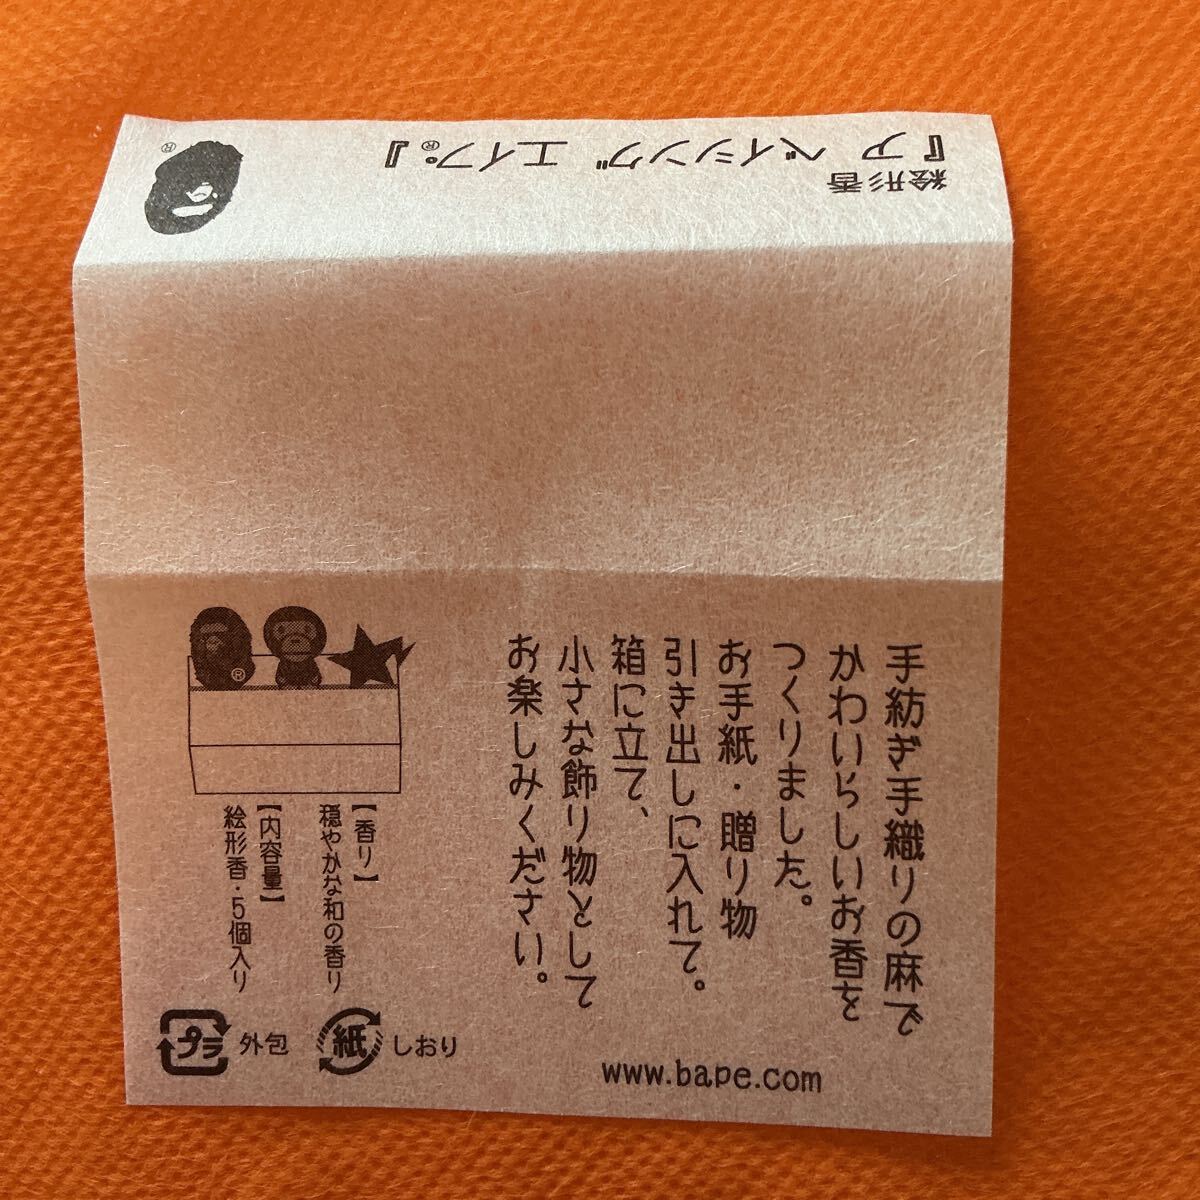 絵形香
『ア ベイシング エイプ®』
®
手紡ぎ手織りの麻で
かわいらしいお香を
つくりました。
お手紙・贈り物
引き出しに入れて。
箱に立て、
小さな飾り物として
お楽しみください。
®
【香り】
穏やかな和の香り
【内容量】
絵形香・5個入り
プラ 外包 紙 しおり
www.bape.com